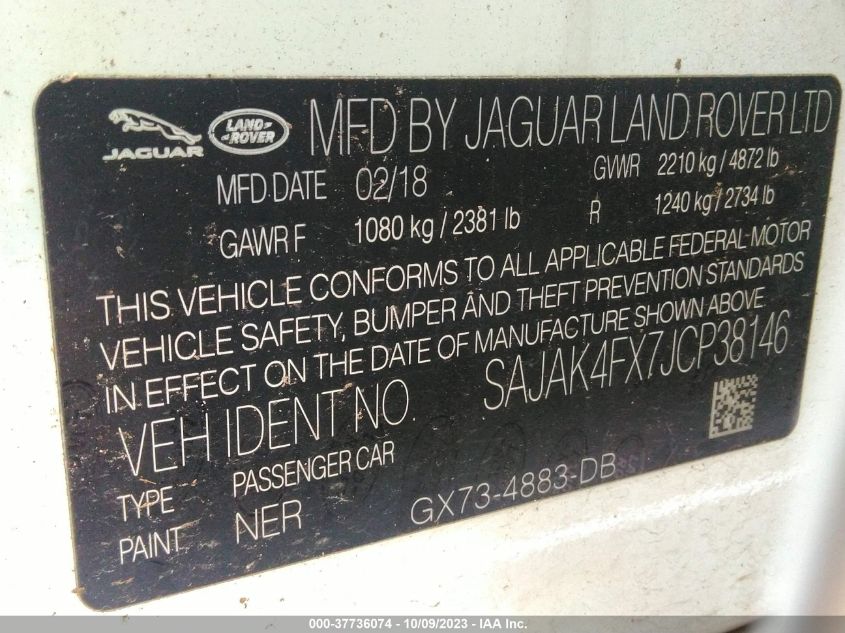 JAGUAR LAND ROVER MFD BY JAGUAR LAND ROVER LTD
MFD.DATE 02/18 GVWR 2210 kg / 4872 lb
GAWR F 1080 kg / 2381 lb R 1240 kg / 2734 lb
THIS VEHICLE CONFORMS TO ALL APPLICABLE FEDERAL-MOTOR
VEHICLE SAFETY, BUMPER AND THEFT PREVENTION STANDARDS
IN EFFECT ON THE DATE OF MANUFACTURE SHOWN ABOVE
VEH IDENT NO SAJAK4FX7JCP38146
TYPE PASSENGER CAR
PAINT NER GX73-4883-DB
000-37736074 - 10/09/2023 - IAA Inc.